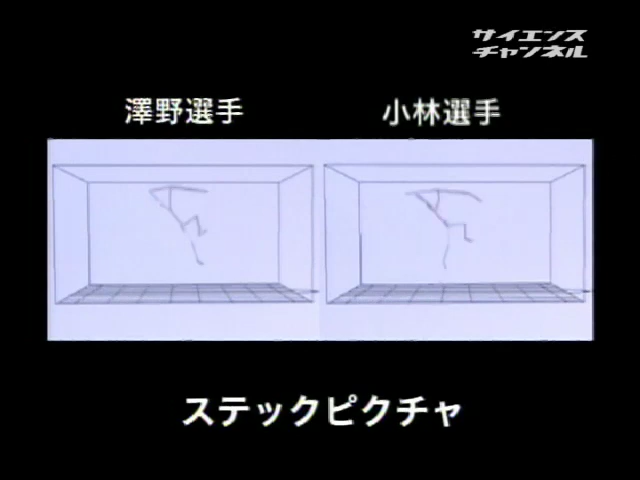 サイエンス
チャンネル
澤野選手
小林選手
ステックピクチャ